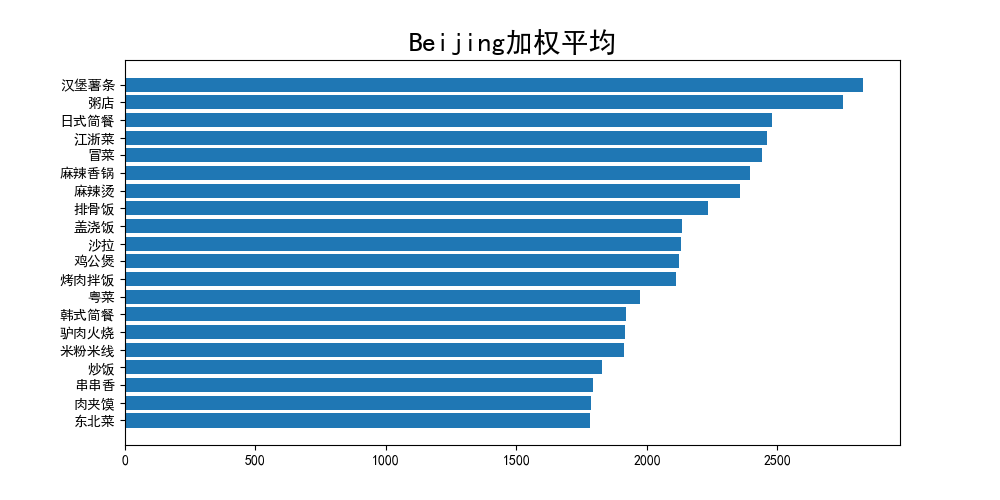 Beijing加权平均
汉堡薯条
粥店
日式简餐
江浙菜
冒菜
麻辣香锅
麻辣烫
排骨饭
盖浇饭
沙拉
鸡公煲
烤肉拌饭
粤菜
韩式简餐
驴肉火烧
米粉米线
炒饭
串串香
肉夹馍
东北菜
0 500 1000 1500 2000 2500